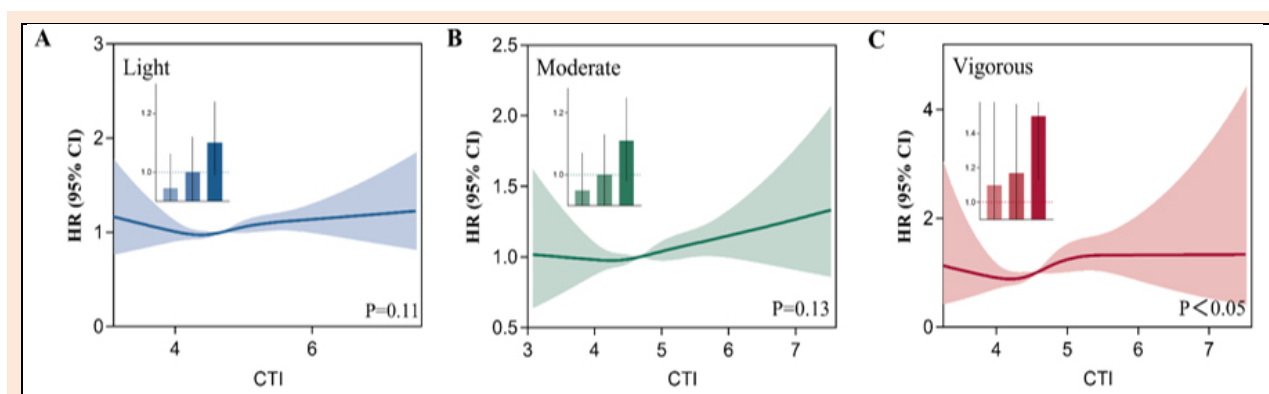 A
Light
HR (95% CI)
3
2
1
0
1.2
1.0
P=0.11
4
6
CTI
B
Moderate
HR (95% CI)
2.5
2.0
1.5
1.0
0.5
1.2
1.0
P=0.13
3
4
5
6
7
CTI
C
Vigorous
HR (95% CI)
4
2
0
1.4
1.2
1.0
P<0.05
4
5
6
7
CTI